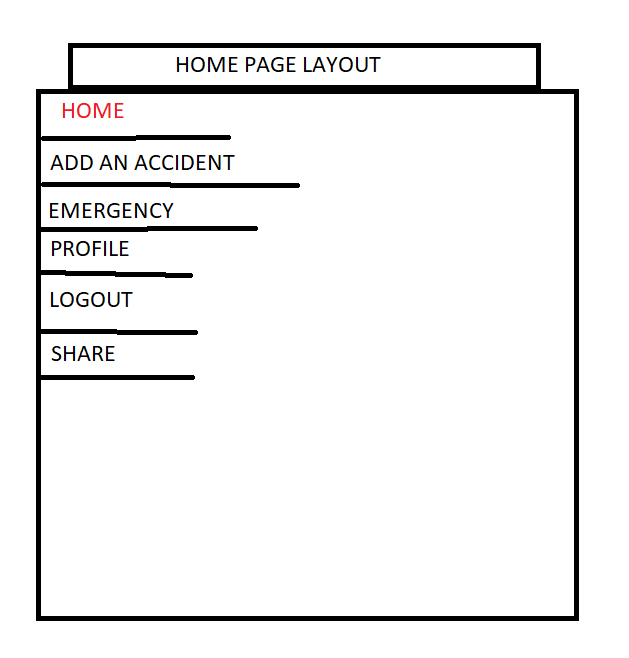 HOME PAGE LAYOUT
HOME
ADD AN ACCIDENT
EMERGENCY
PROFILE
LOGOUT
SHARE